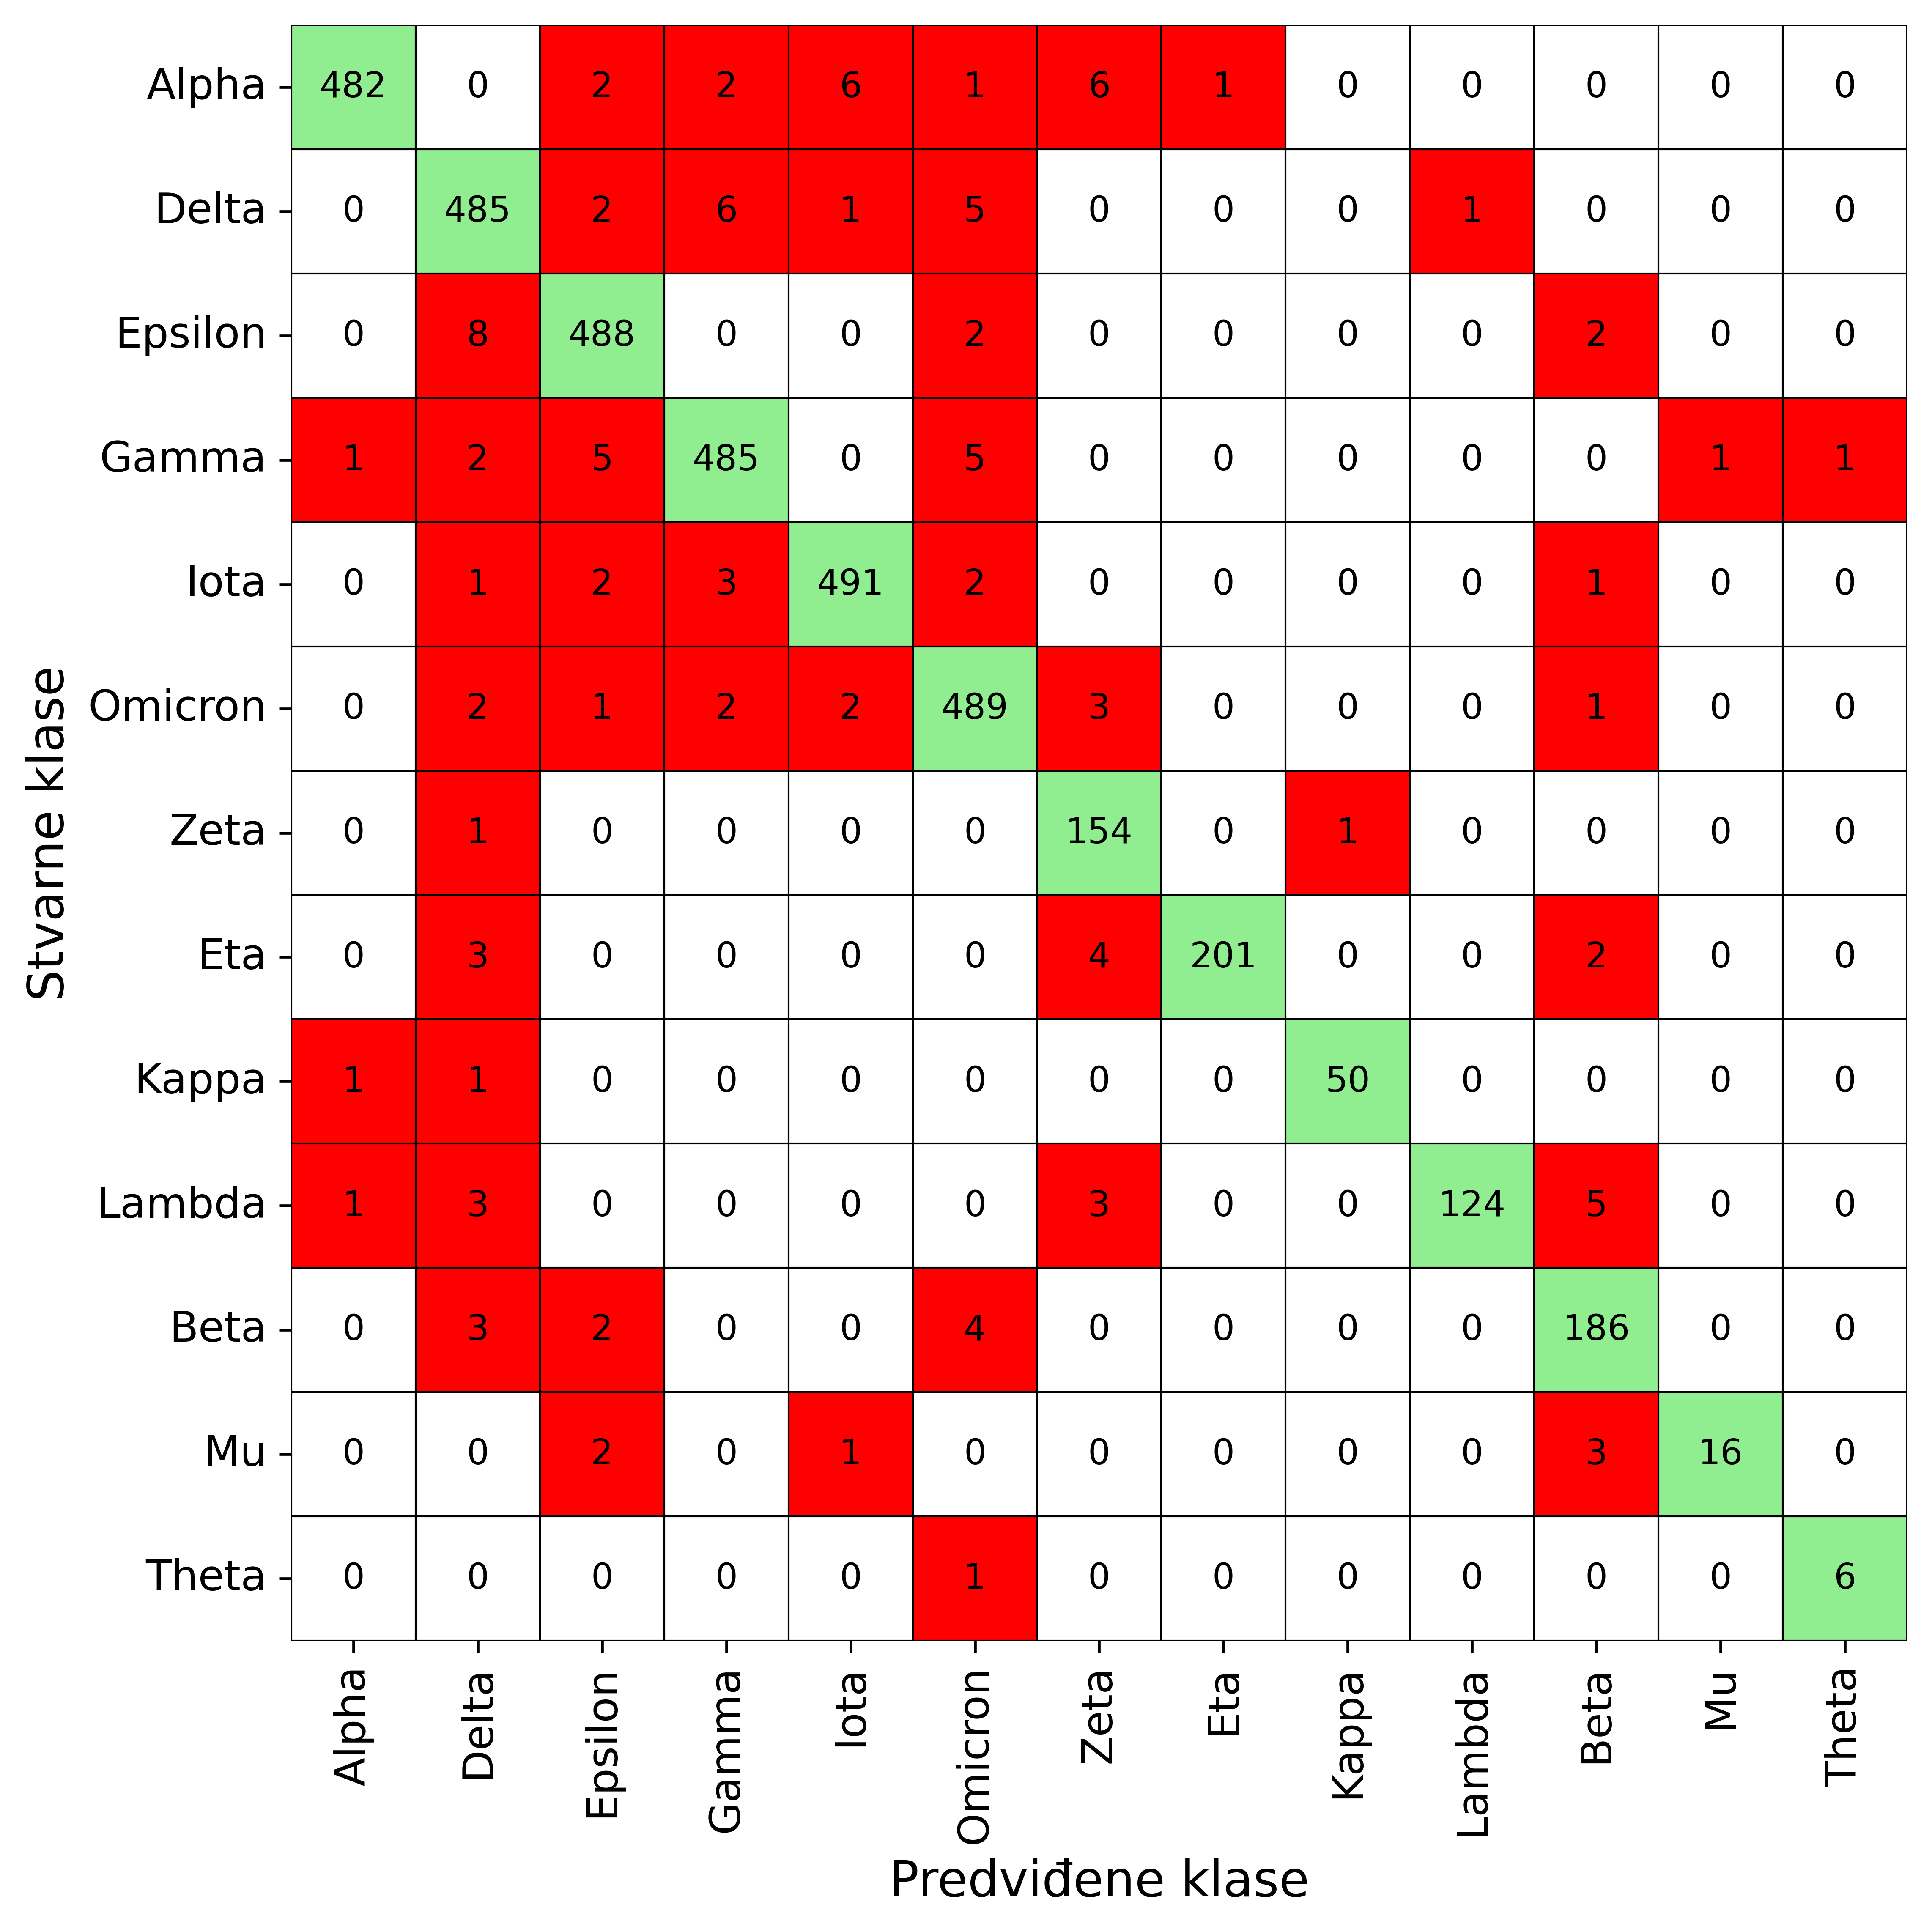 Alpha 482 0 2 2 6 1 6 1 0 0 0 0 0
Delta 0 485 2 6 1 5 0 0 0 1 0 0 0
Epsilon 0 8 488 0 0 2 0 0 0 0 2 0 0
Gamma 1 2 5 485 0 5 0 0 0 0 0 1 1
Iota 0 1 2 3 491 2 0 0 0 0 1 0 0
Omicron 0 2 1 2 2 489 3 0 0 0 1 0 0
Zeta 0 1 0 0 0 0 154 0 1 0 0 0 0
Eta 0 3 0 0 0 0 4 201 0 0 2 0 0
Kappa 1 1 0 0 0 0 0 0 50 0 0 0 0
Lambda 1 3 0 0 0 0 3 0 0 124 5 0 0
Beta 0 3 2 0 0 4 0 0 0 0 186 0 0
Mu 0 0 2 0 1 0 0 0 0 0 3 16 0
Theta 0 0 0 0 0 1 0 0 0 0 0 0 6
Alpha Delta Epsilon Gamma Iota Omicron Zeta Eta Kappa Lambda Beta Mu Theta
Predviđene klase
Stvarne klase